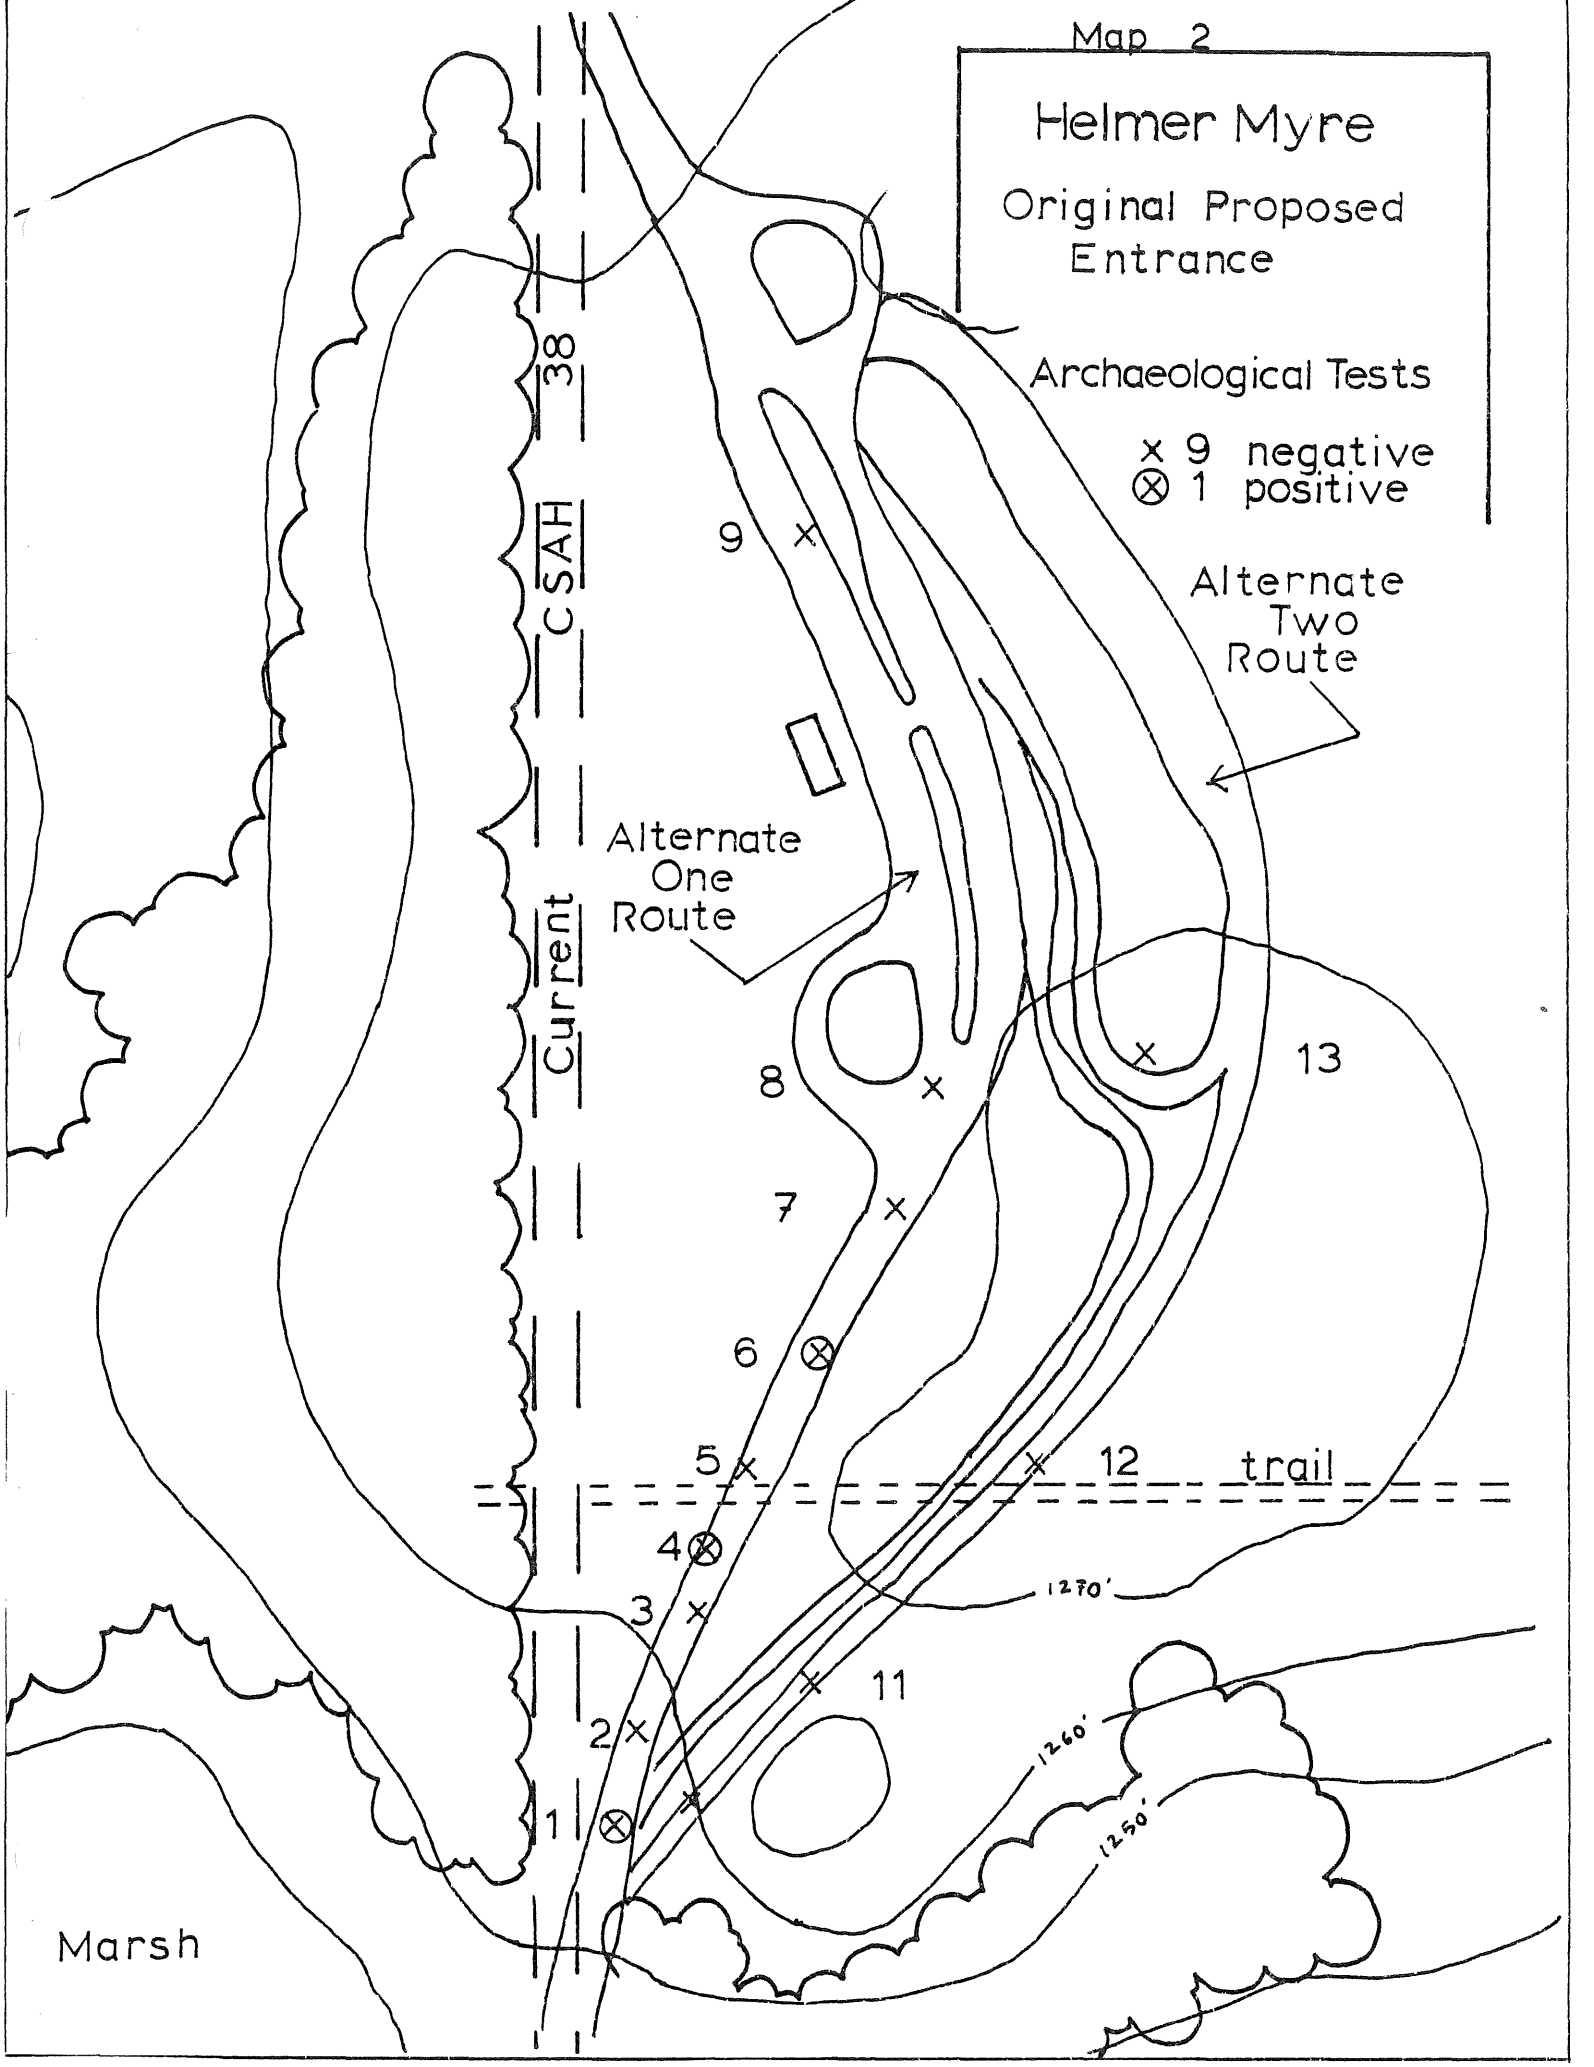 Map 2
Helmer Myre
Original Proposed
Entrance
Archaeological Tests
x 9 negative
⊗ 1 positive
38
CSAH
Current
9
Alternate
Two
Route
Alternate
One
Route
13
8
7
6
5
12
trail
4
3
1270'
11
2
1260'
1
1250'
Marsh